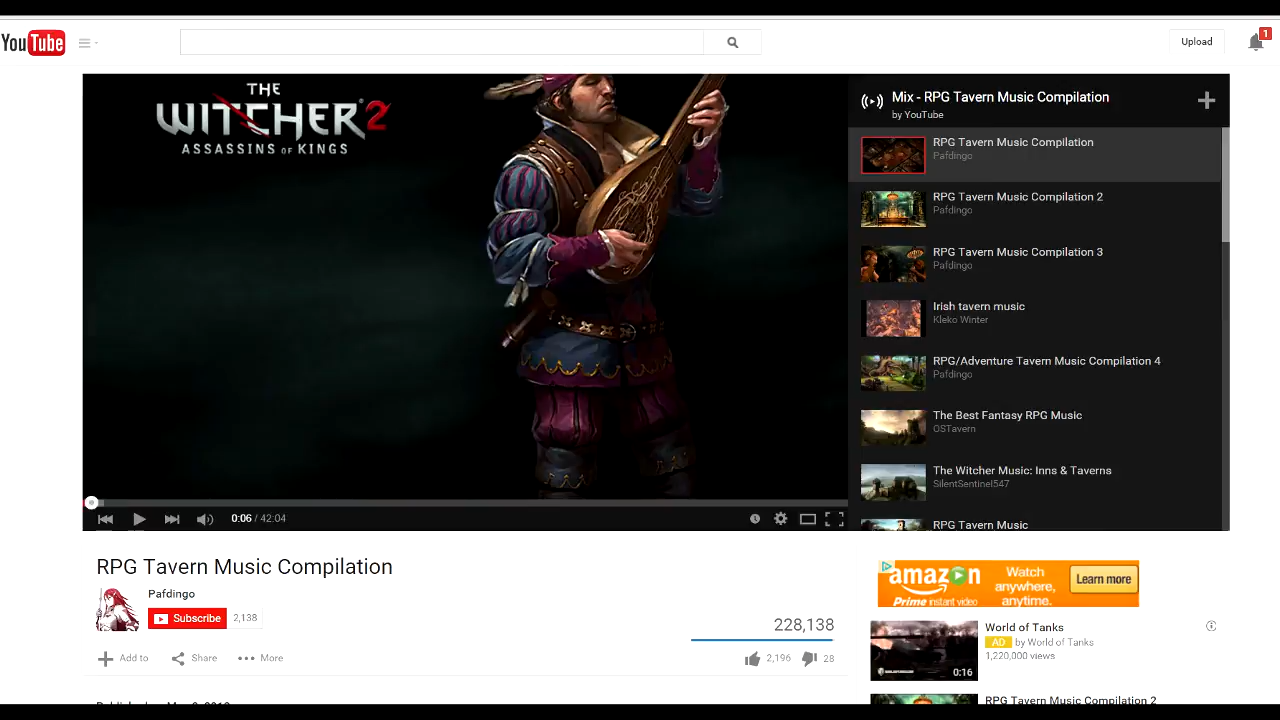 YouTube
Upload
1
THE
WITCHER 2
ASSASSINS OF KINGS
0:06 / 42:04
Mix - RPG Tavern Music Compilation
by YouTube
RPG Tavern Music Compilation
Pafdingo
RPG Tavern Music Compilation 2
Pafdingo
RPG Tavern Music Compilation 3
Pafdingo
Irish tavern music
Kleko Winter
RPG/Adventure Tavern Music Compilation 4
Pafdingo
The Best Fantasy RPG Music
OSTavern
The Witcher Music: Inns & Taverns
SilentSentinel547
RPG Tavern Music
RPG Tavern Music Compilation
Pafdingo
Subscribe 2,138
228,138
Add to Share More
2,196 28
amazon
Prime instant video
Watch
anywhere,
anytime.
Learn more
World of Tanks
AD by World of Tanks
1,220,000 views
0:16
RPG Tavern Music Compilation 2